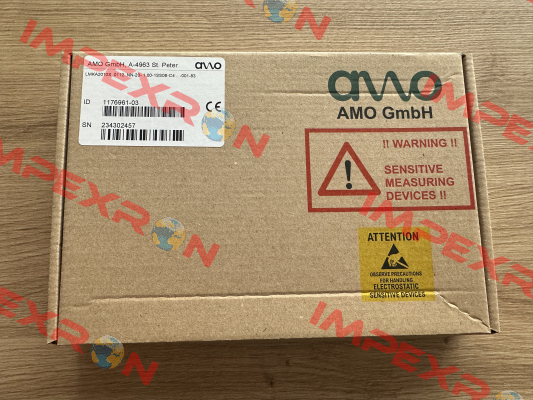 AMO GmbH, A-4963 St. Peter
amo
ID 1176961-03
CE
SN 234302457
amo
AMO GmbH
!! WARNING !!
SENSITIVE
MEASURING
DEVICES !!
ATTENTION
OBSERVE PRECAUTIONS
FOR HANDLING
ELECTROSTATIC
SENSITIVE DEVICES
IMPEXRON
IMPEXRON
IMPEXRON